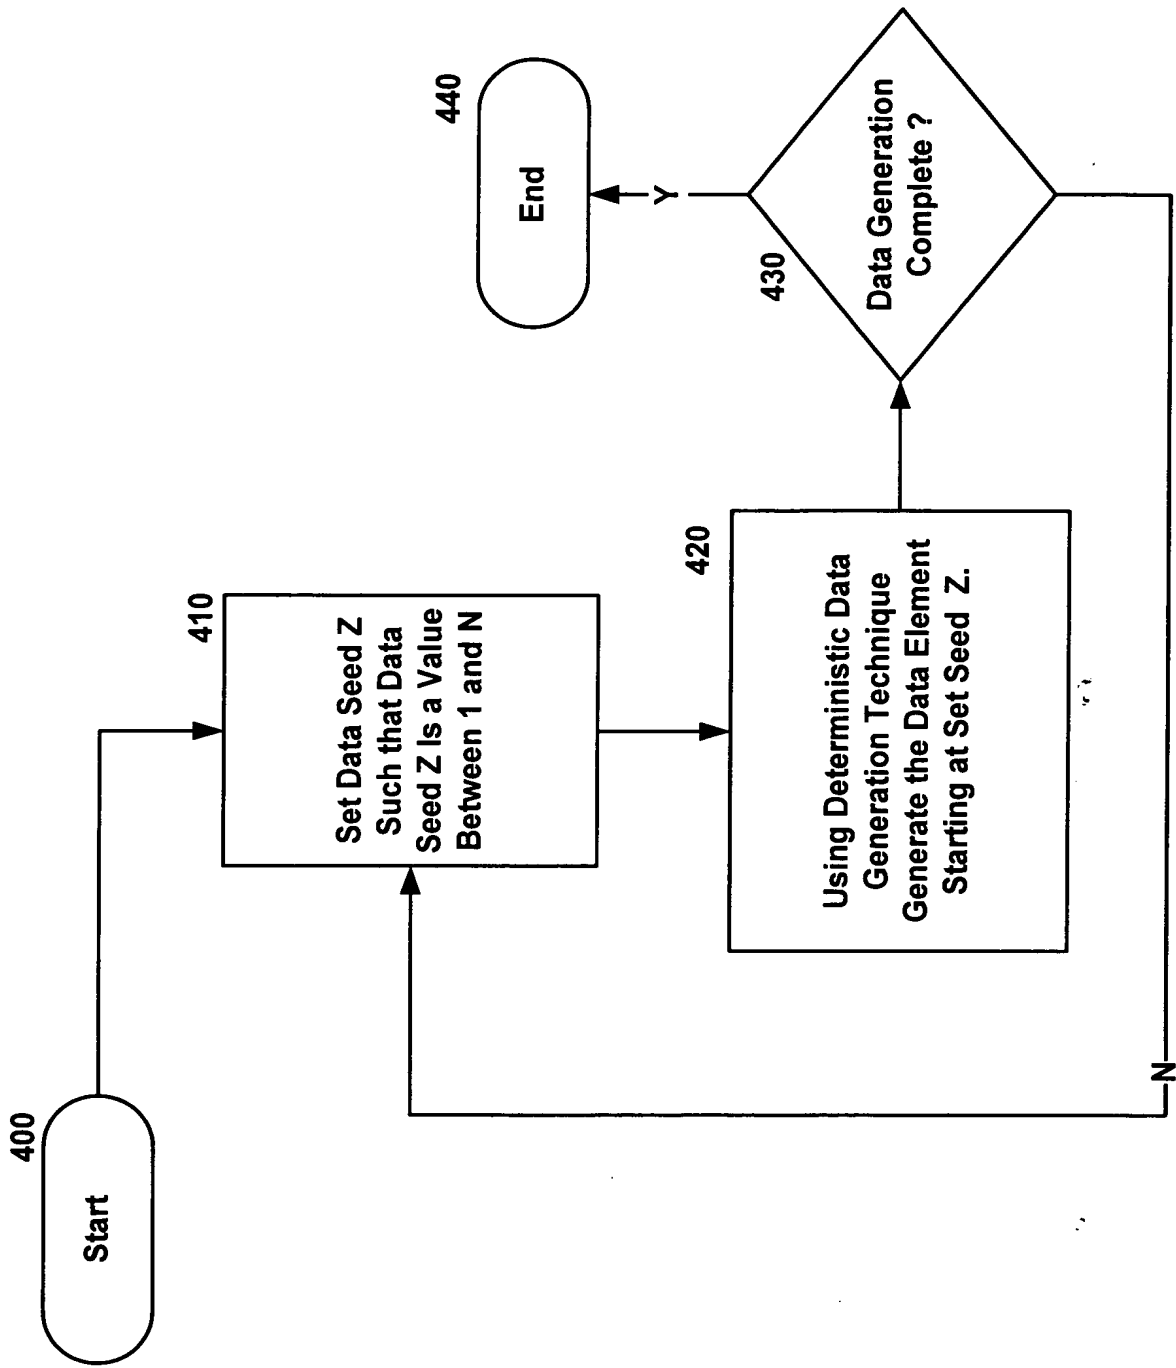 400
Start
410
Set Data Seed Z
Such that Data
Seed Z Is a Value
Between 1 and N
420
Using Deterministic Data
Generation Technique
Generate the Data Element
Starting at Set Seed Z.
430
Data Generation
Complete ?
Y
N
440
End